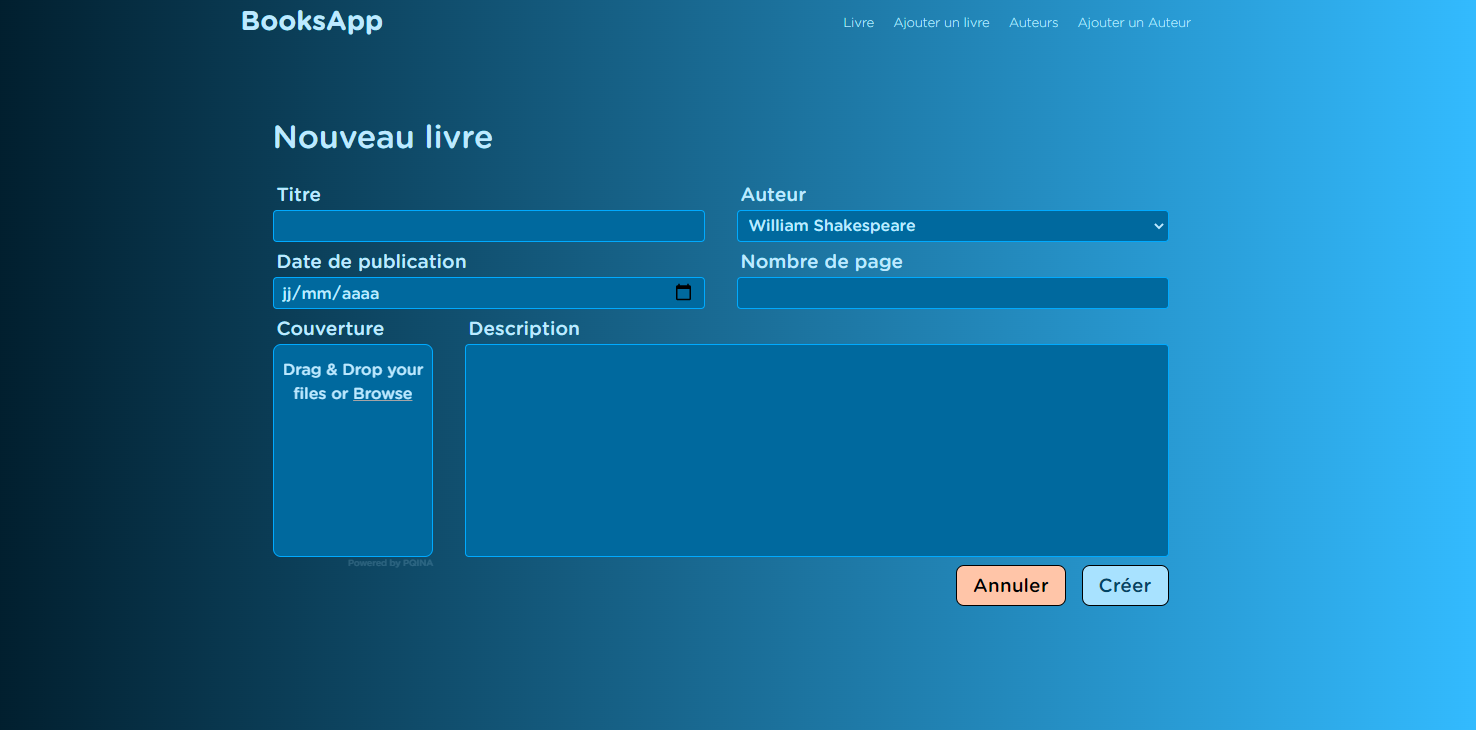 BooksApp
Livre Ajouter un livre Auteurs Ajouter un Auteur
Nouveau livre
Titre
Auteur
William Shakespeare
Date de publication
Nombre de page
jj/mm/aaaa
Couverture
Description
Drag & Drop your
files or Browse
Powered by PQINA
Annuler Créer